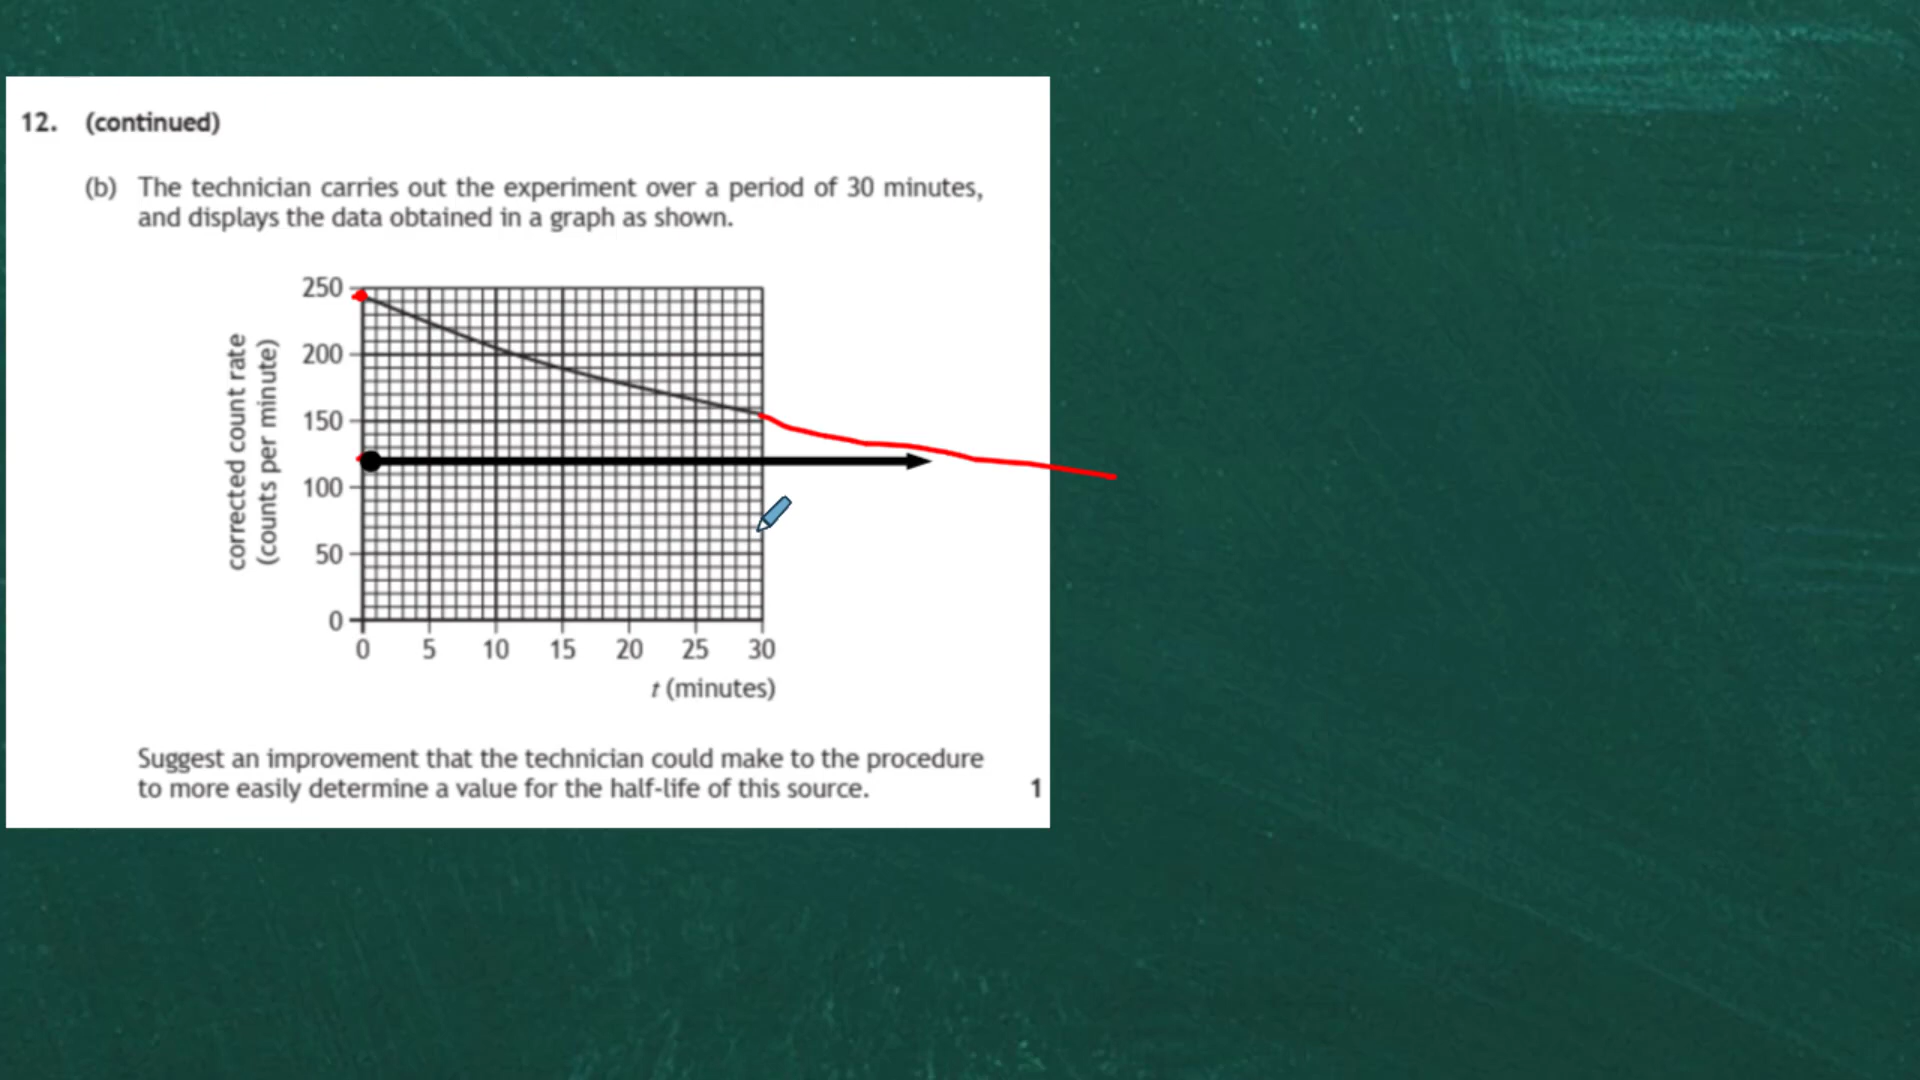 12. (continued)
(b) The technician carries out the experiment over a period of 30 minutes,
and displays the data obtained in a graph as shown.
corrected count rate
(counts per minute)
250
200
150
100
50
0
0 5 10 15 20 25 30
t (minutes)
Suggest an improvement that the technician could make to the procedure
to more easily determine a value for the half-life of this source. 1